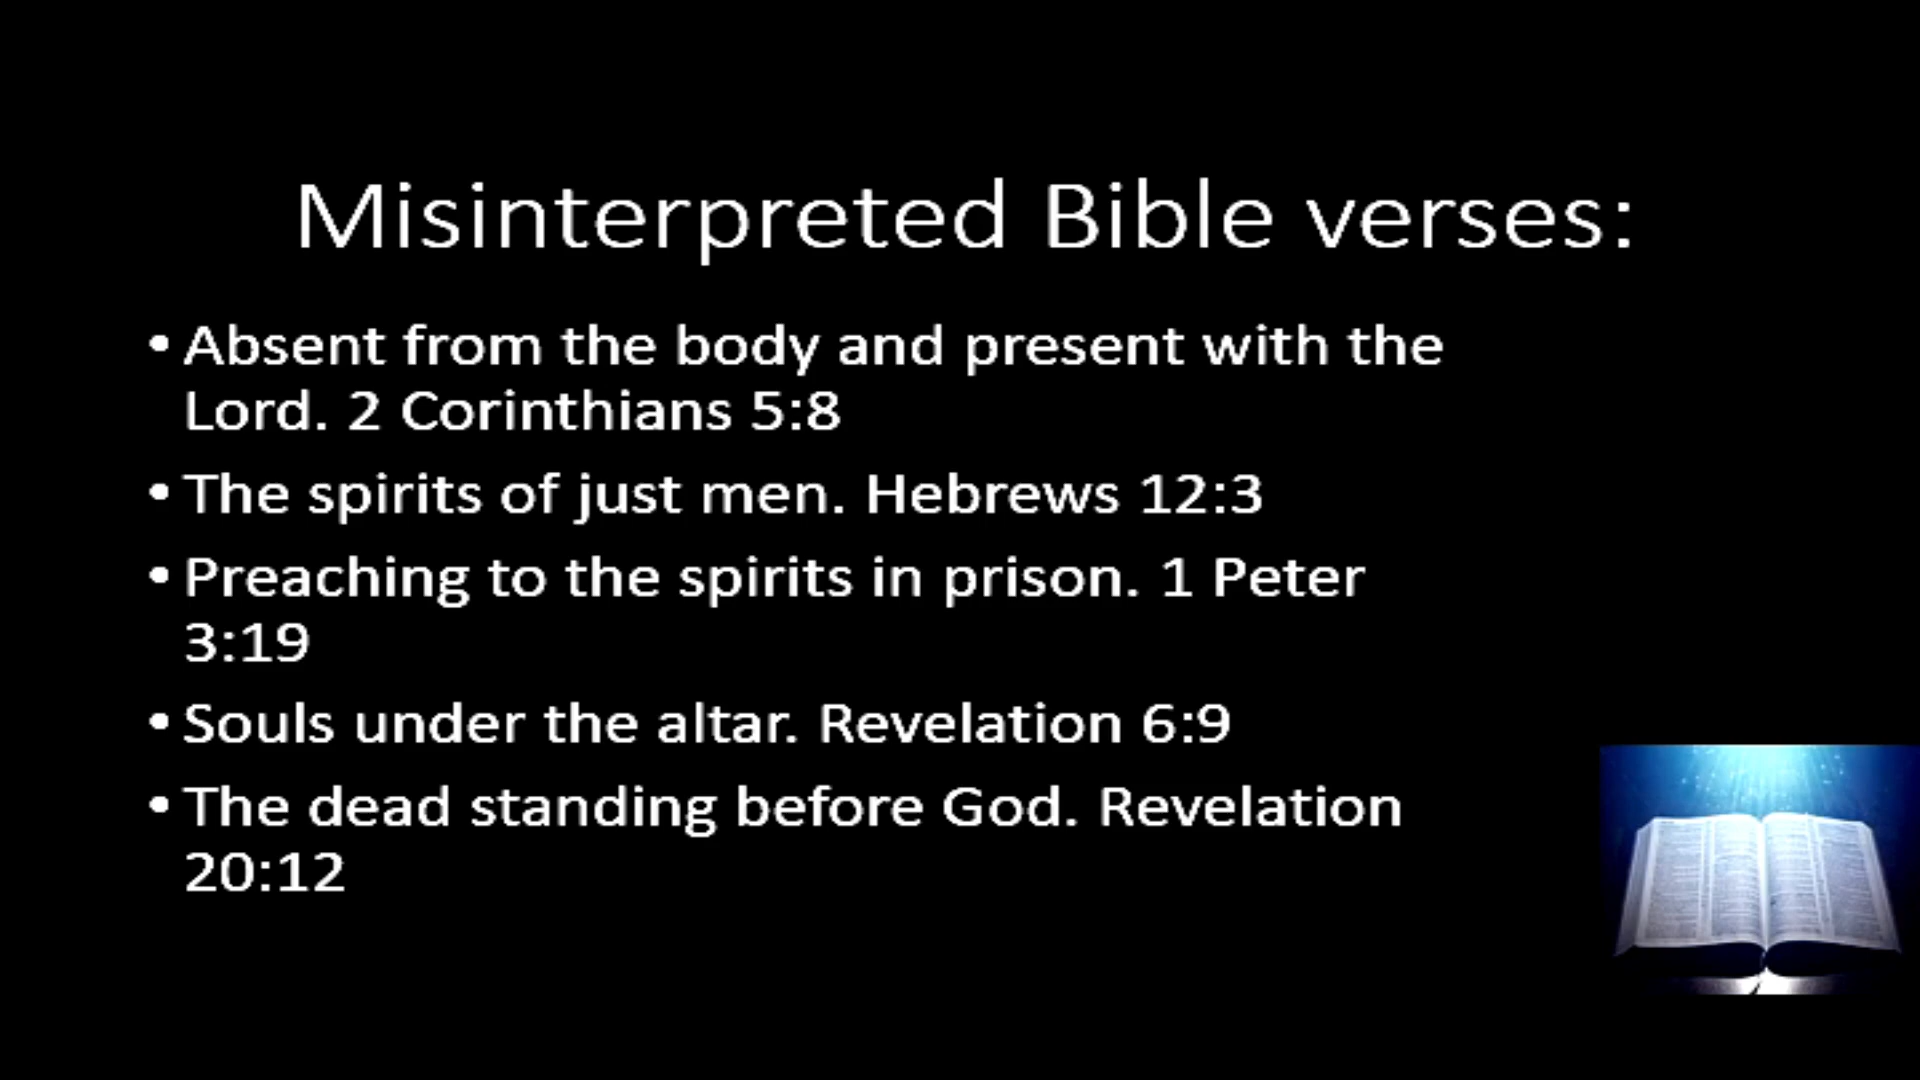 Misinterpreted Bible verses:
• Absent from the body and present with the
Lord. 2 Corinthians 5:8
• The spirits of just men. Hebrews 12:3
• Preaching to the spirits in prison. 1 Peter
3:19
• Souls under the altar. Revelation 6:9
• The dead standing before God. Revelation
20:12